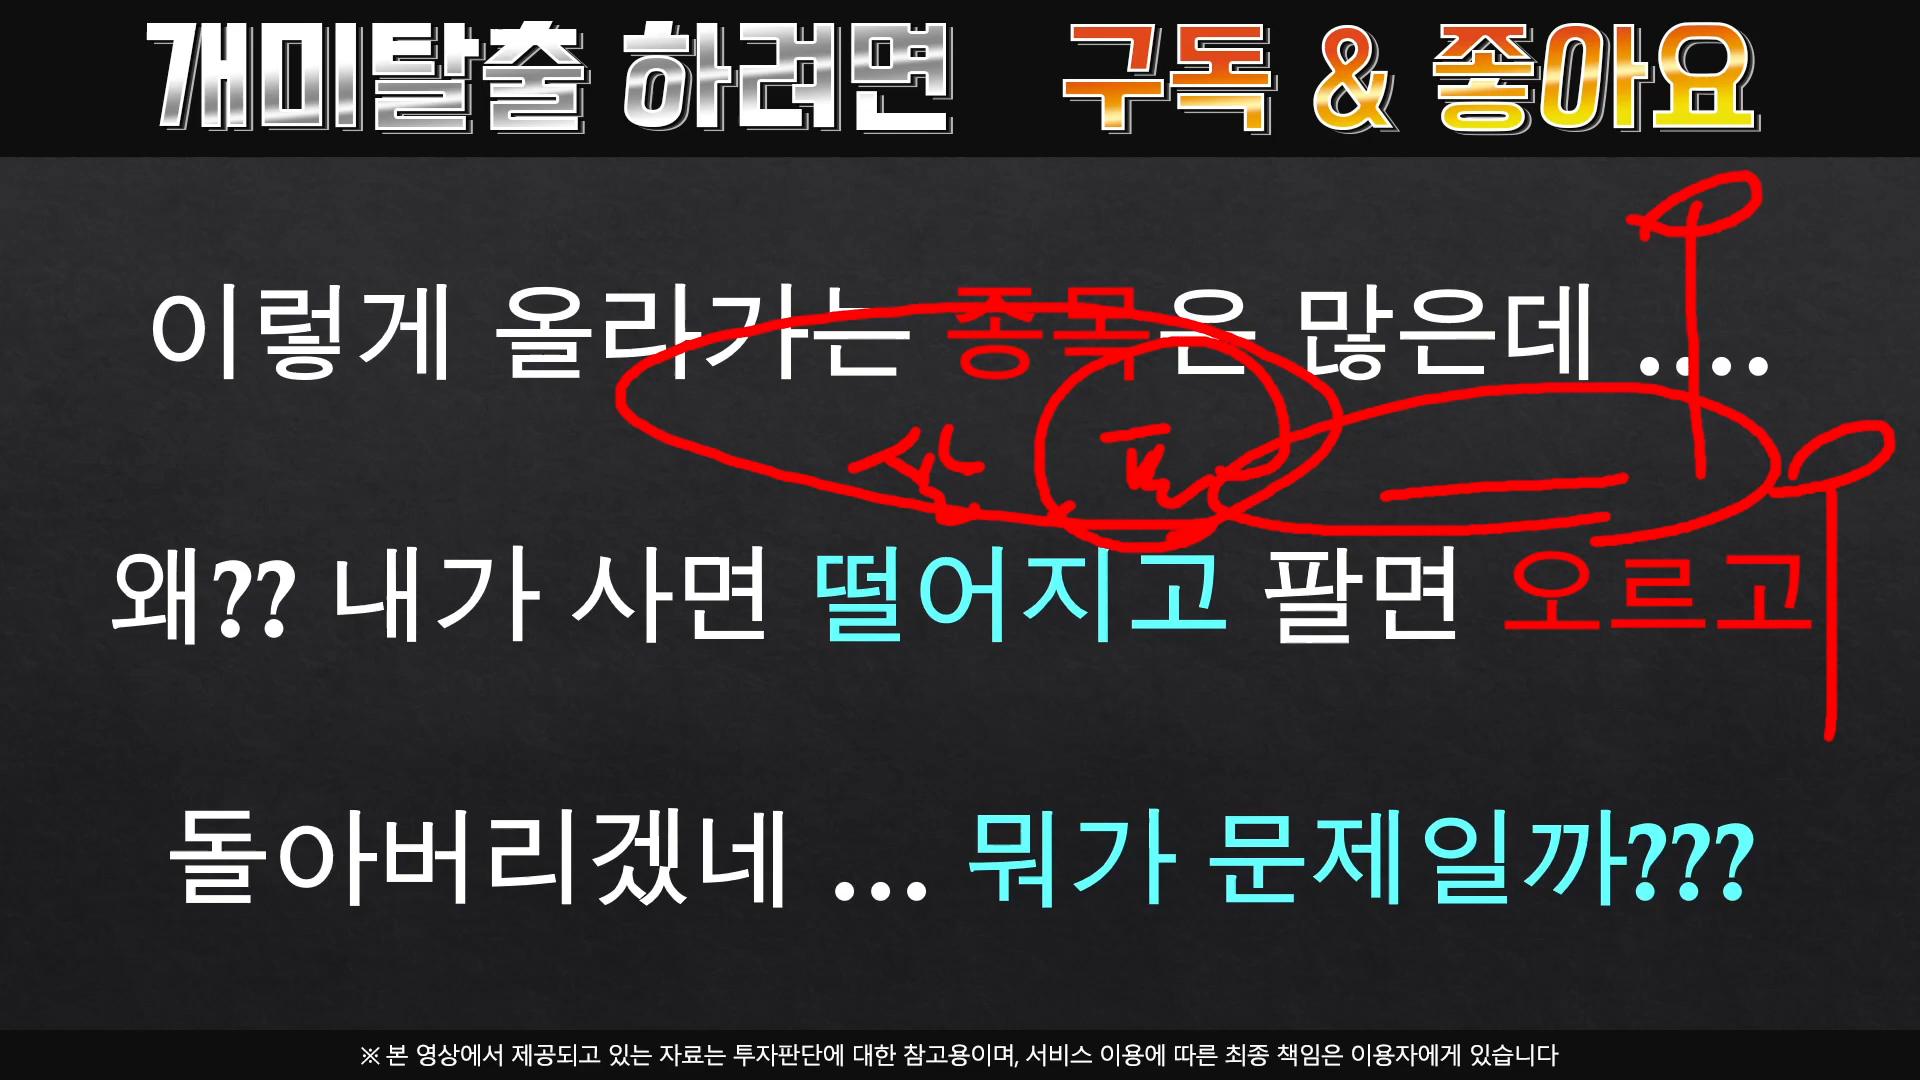 개미탈출 하려면 구독 & 좋아요
이렇게 올라가는 종목은 많은데 ....
왜?? 내가 사면 떨어지고 팔면 오르고
돌아버리겠네 ... 뭐가 문제일까???
※ 본 영상에서 제공되고 있는 자료는 투자판단에 대한 참고용이며, 서비스 이용에 따른 최종 책임은 이용자에게 있습니다